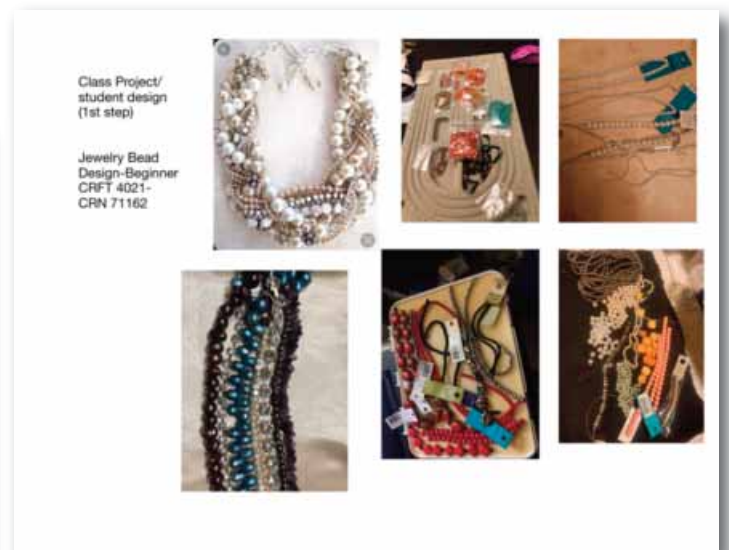 Class Project/
student design
(1st step)
Jewelry Bead
Design-Beginner
CRFT 4021-
CRN 71162